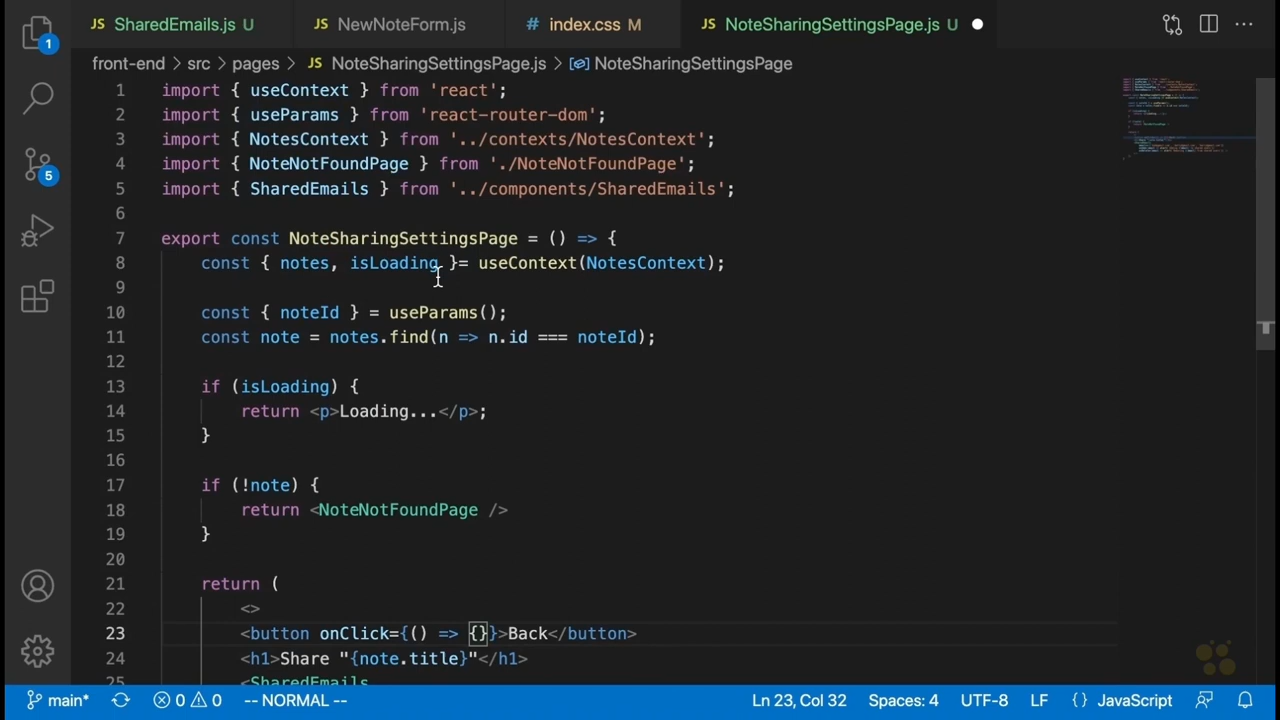 JS SharedEmails.js U
JS NewNoteForm.js
# index.css M
JS NoteSharingSettingsPage.js U
front-end > src > pages > JS NoteSharingSettingsPage.js > NoteSharingSettingsPage
1 import { useContext } from 'react';
2 import { useParams } from 'react-router-dom';
3 import { NotesContext } from '../contexts/NotesContext';
4 import { NoteNotFoundPage } from './NoteNotFoundPage';
5 import { SharedEmails } from '../components/SharedEmails';
6
7 export const NoteSharingSettingsPage = () => {
8 const { notes, isLoading }= useContext(NotesContext);
9
10 const { noteId } = useParams();
11 const note = notes.find(n => n.id === noteId);
12
13 if (isLoading) {
14 return <p>Loading...</p>;
15 }
16
17 if (!note) {
18 return <NoteNotFoundPage />
19 }
20
21 return (
22 <>
23 <button onClick={() => {}}>Back</button>
24 <h1>Share "{note.title}"</h1>
25 <SharedEmails
1
5
main* 0 0 -- NORMAL -- Ln 23, Col 32 Spaces: 4 UTF-8 LF {} JavaScript